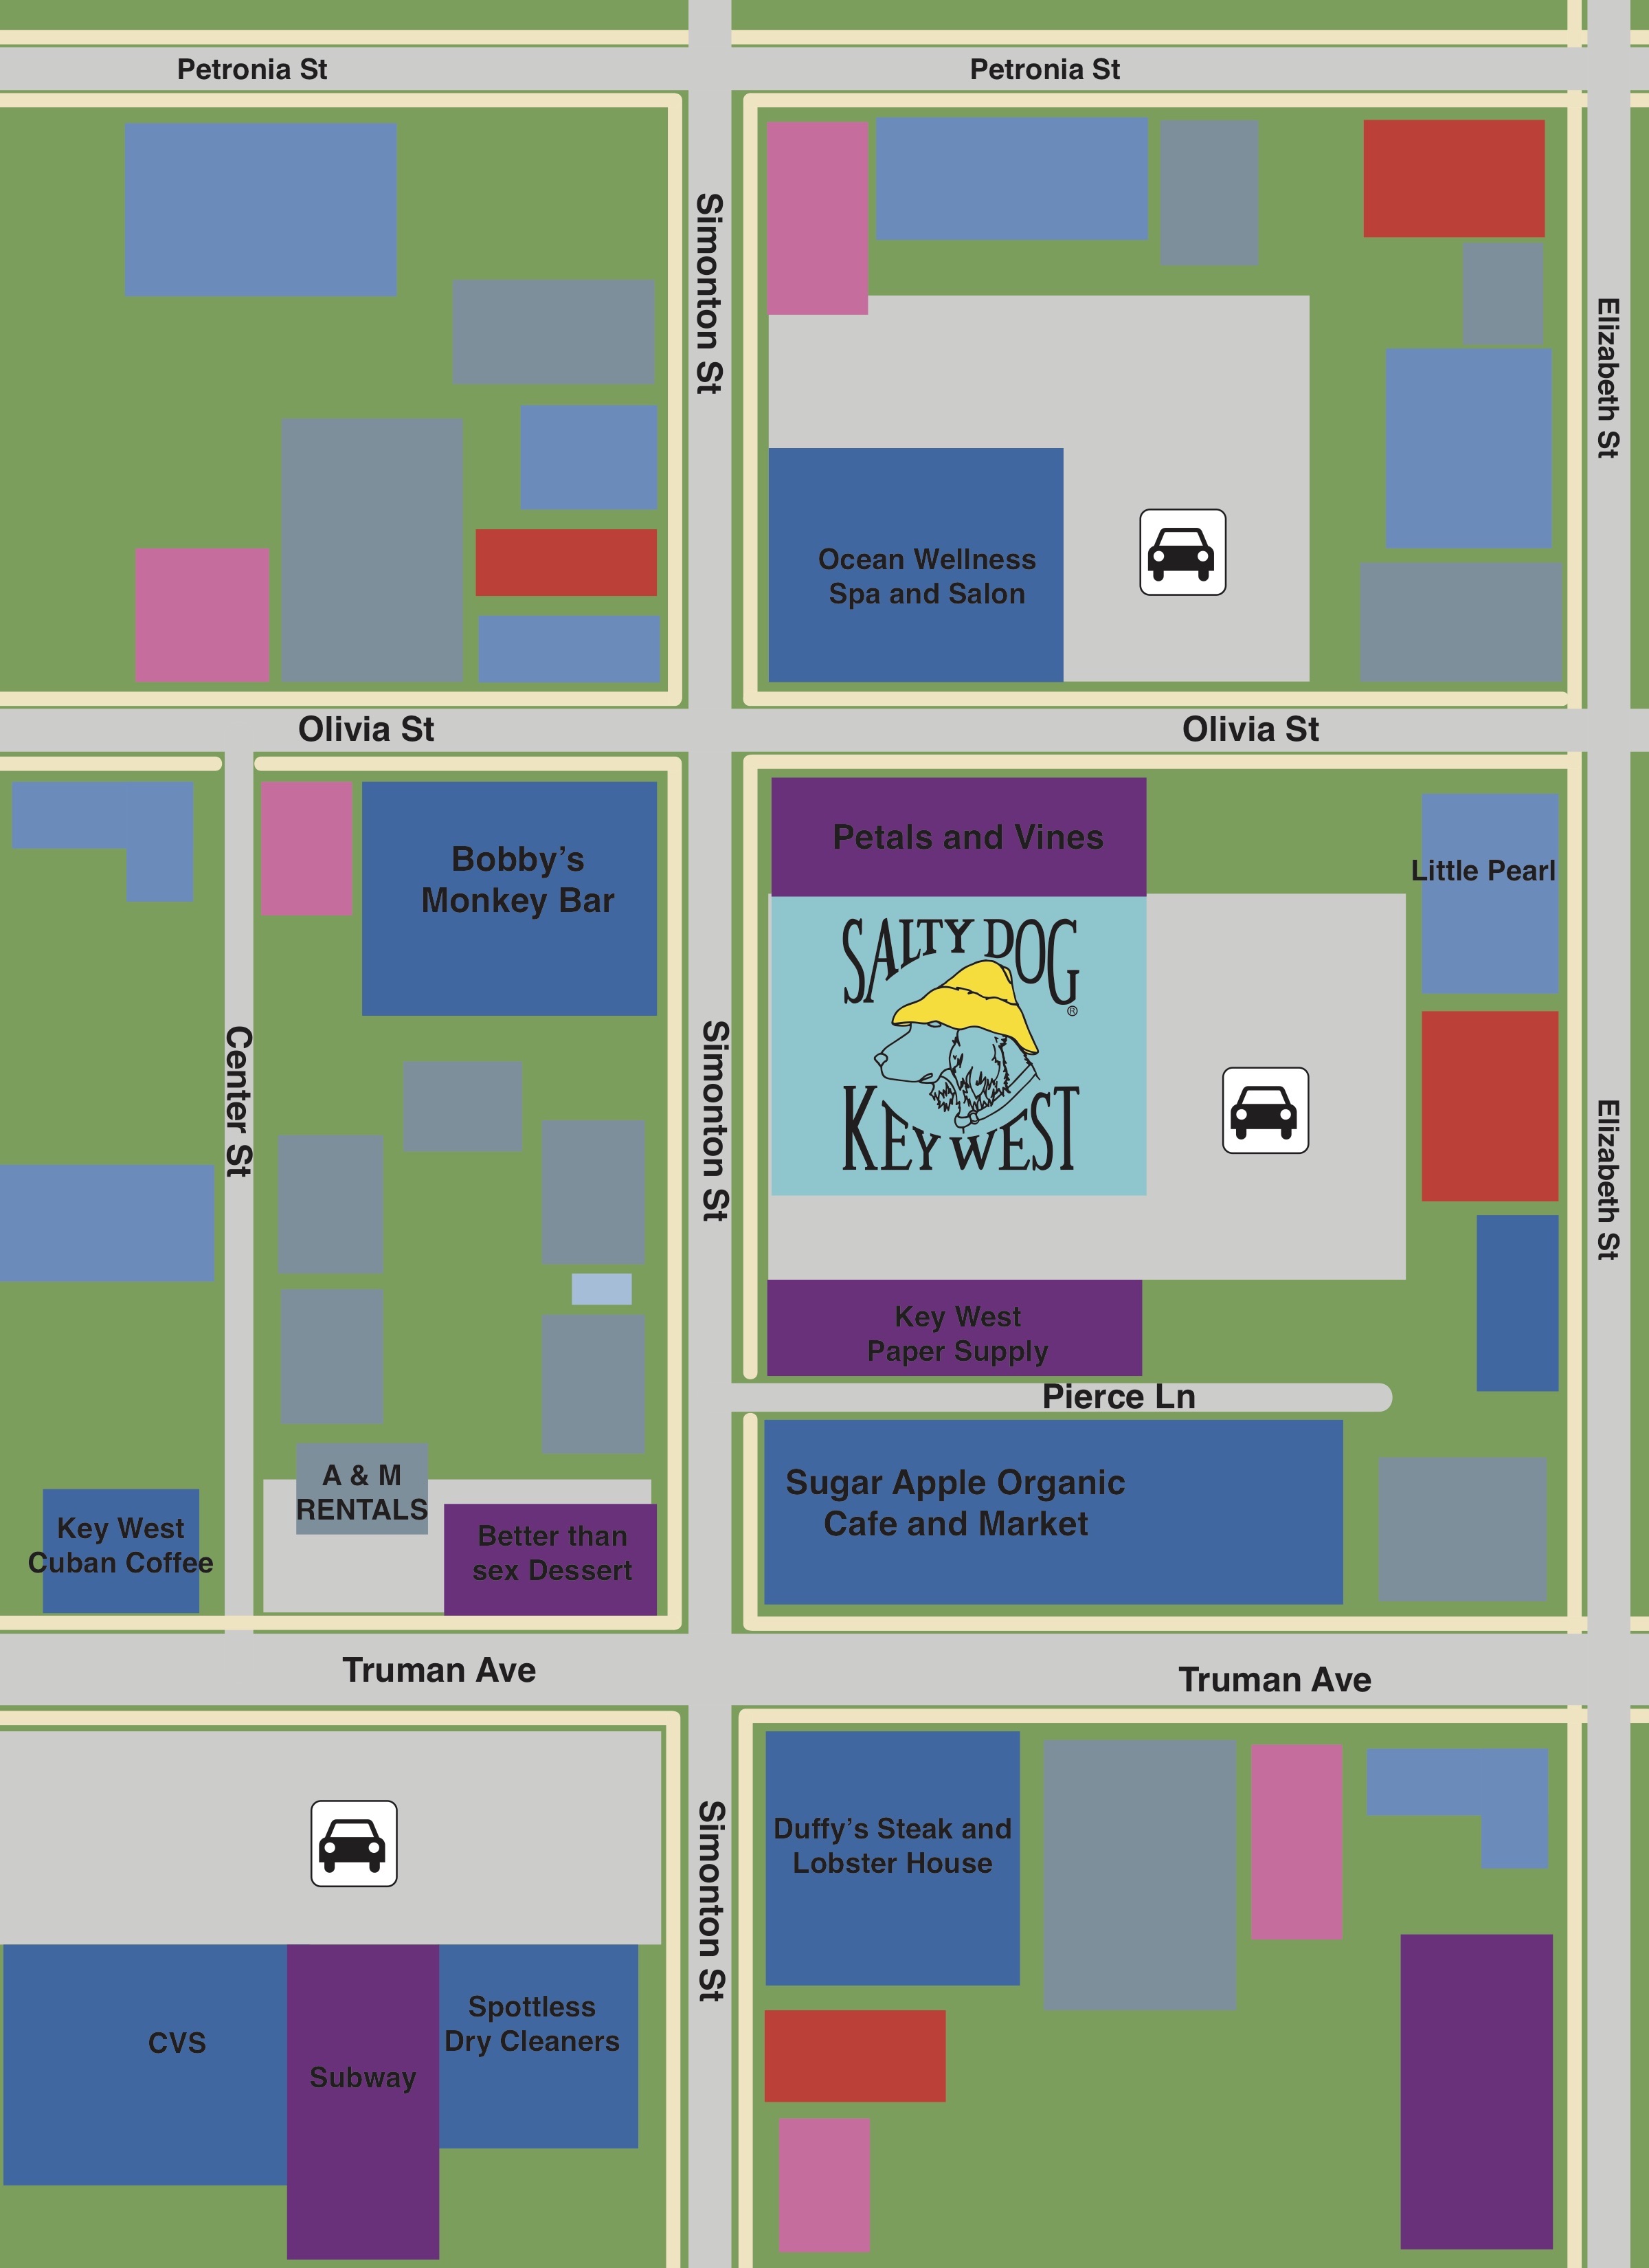 Petronia St
Petronia St
Simonton St
Elizabeth St
Ocean Wellness
Spa and Salon
Olivia St
Olivia St
Bobby’s
Monkey Bar
Petals and Vines
Little Pearl
SALTY DOG
®
KEY WEST
Center St
Simonton St
Elizabeth St
Key West
Paper Supply
Pierce Ln
A & M
RENTALS
Sugar Apple Organic
Cafe and Market
Key West
Cuban Coffee
Better than
sex Dessert
Truman Ave
Truman Ave
Simonton St
Duffy’s Steak and
Lobster House
CVS
Subway
Spottless
Dry Cleaners